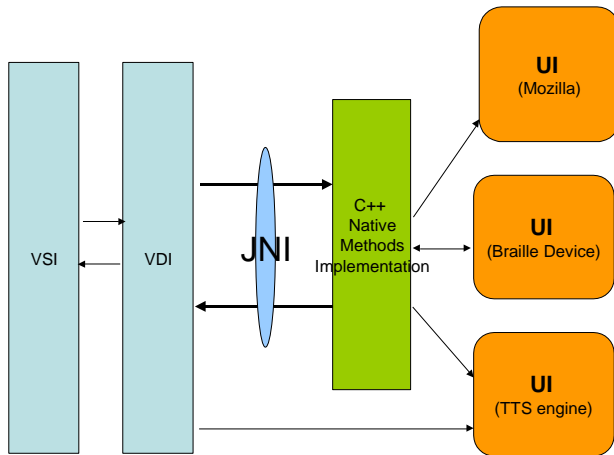 VSI
VDI
JNI
C++
Native
Methods
Implementation
UI
(Mozilla)
UI
(Braille Device)
UI
(TTS engine)